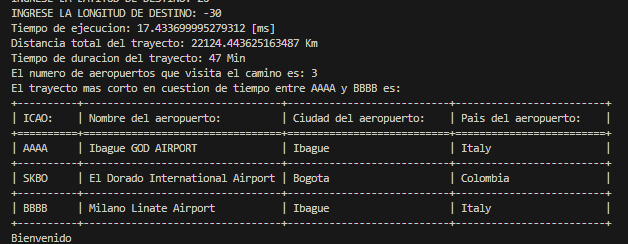 INGRESE LA LATITUD DE DESTINO: 20
INGRESE LA LONGITUD DE DESTINO: -30
Tiempo de ejecucion: 17.433699995279312 [ms]
Distancia total del trayecto: 22124.443625163487 Km
Tiempo de duracion del trayecto: 47 Min
El numero de aeropuertos que visita el camino es: 3
El trayecto mas corto en cuestion de tiempo entre AAAA y BBBB es:
| ICAO: | Nombre del aeropuerto: | Ciudad del aeropuerto: | Pais del aeropuerto: |
| AAAA | Ibague GOD AIRPORT | Ibague | Italy |
| SKBO | El Dorado International Airport | Bogota | Colombia |
| BBBB | Milano Linate Airport | Ibague | Italy |
Bienvenido